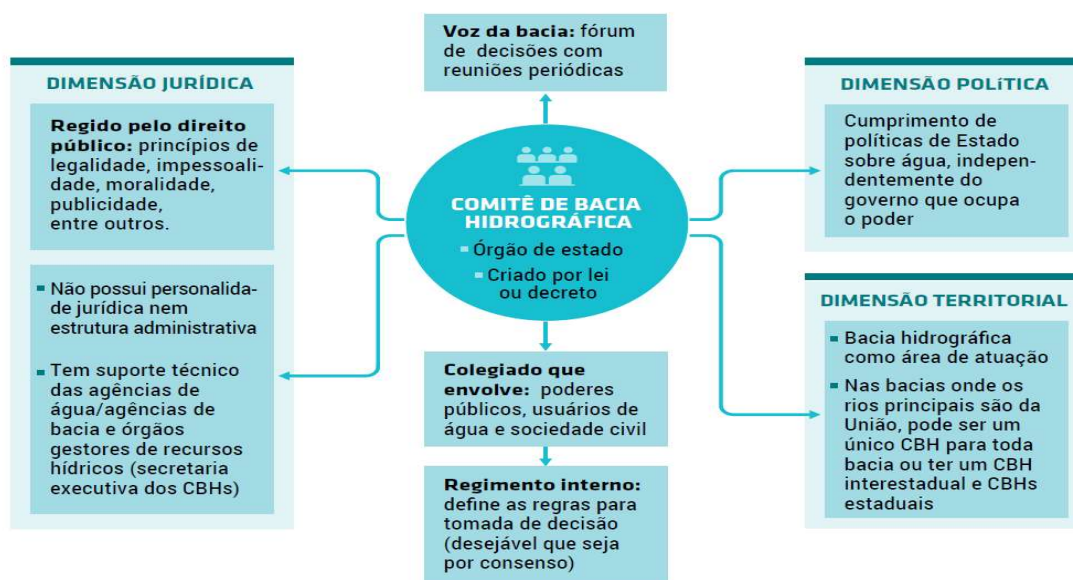 Voz da bacia: fórum
de decisões com
reuniões periódicas
DIMENSÃO JURÍDICA
Regido pelo direito
público: princípios de
legalidade, impessoali-
dade, moralidade,
publicidade,
entre outros.
Não possui personalida-
de jurídica nem
estrutura administrativa
Tem suporte técnico
das agências de
água/agências de
bacia e órgãos
gestores de recursos
hídricos (secretaria
executiva dos CBHs)
COMITÊ DE BACIA
HIDROGRÁFICA
Órgão de estado
Criado por lei
ou decreto
Colegiado que
envolve: poderes
públicos, usuários de
água e sociedade civil
Regimento interno:
define as regras para
tomada de decisão
(desejável que seja
por consenso)
DIMENSÃO POLÍTICA
Cumprimento de
políticas de Estado
sobre água, indepen-
dentemente do
governo que ocupa
o poder
DIMENSÃO TERRITORIAL
Bacia hidrográfica
como área de atuação
Nas bacias onde os
rios principais são da
União, pode ser um
único CBH para toda
bacia ou ter um CBH
interestadual e CBHs
estaduais